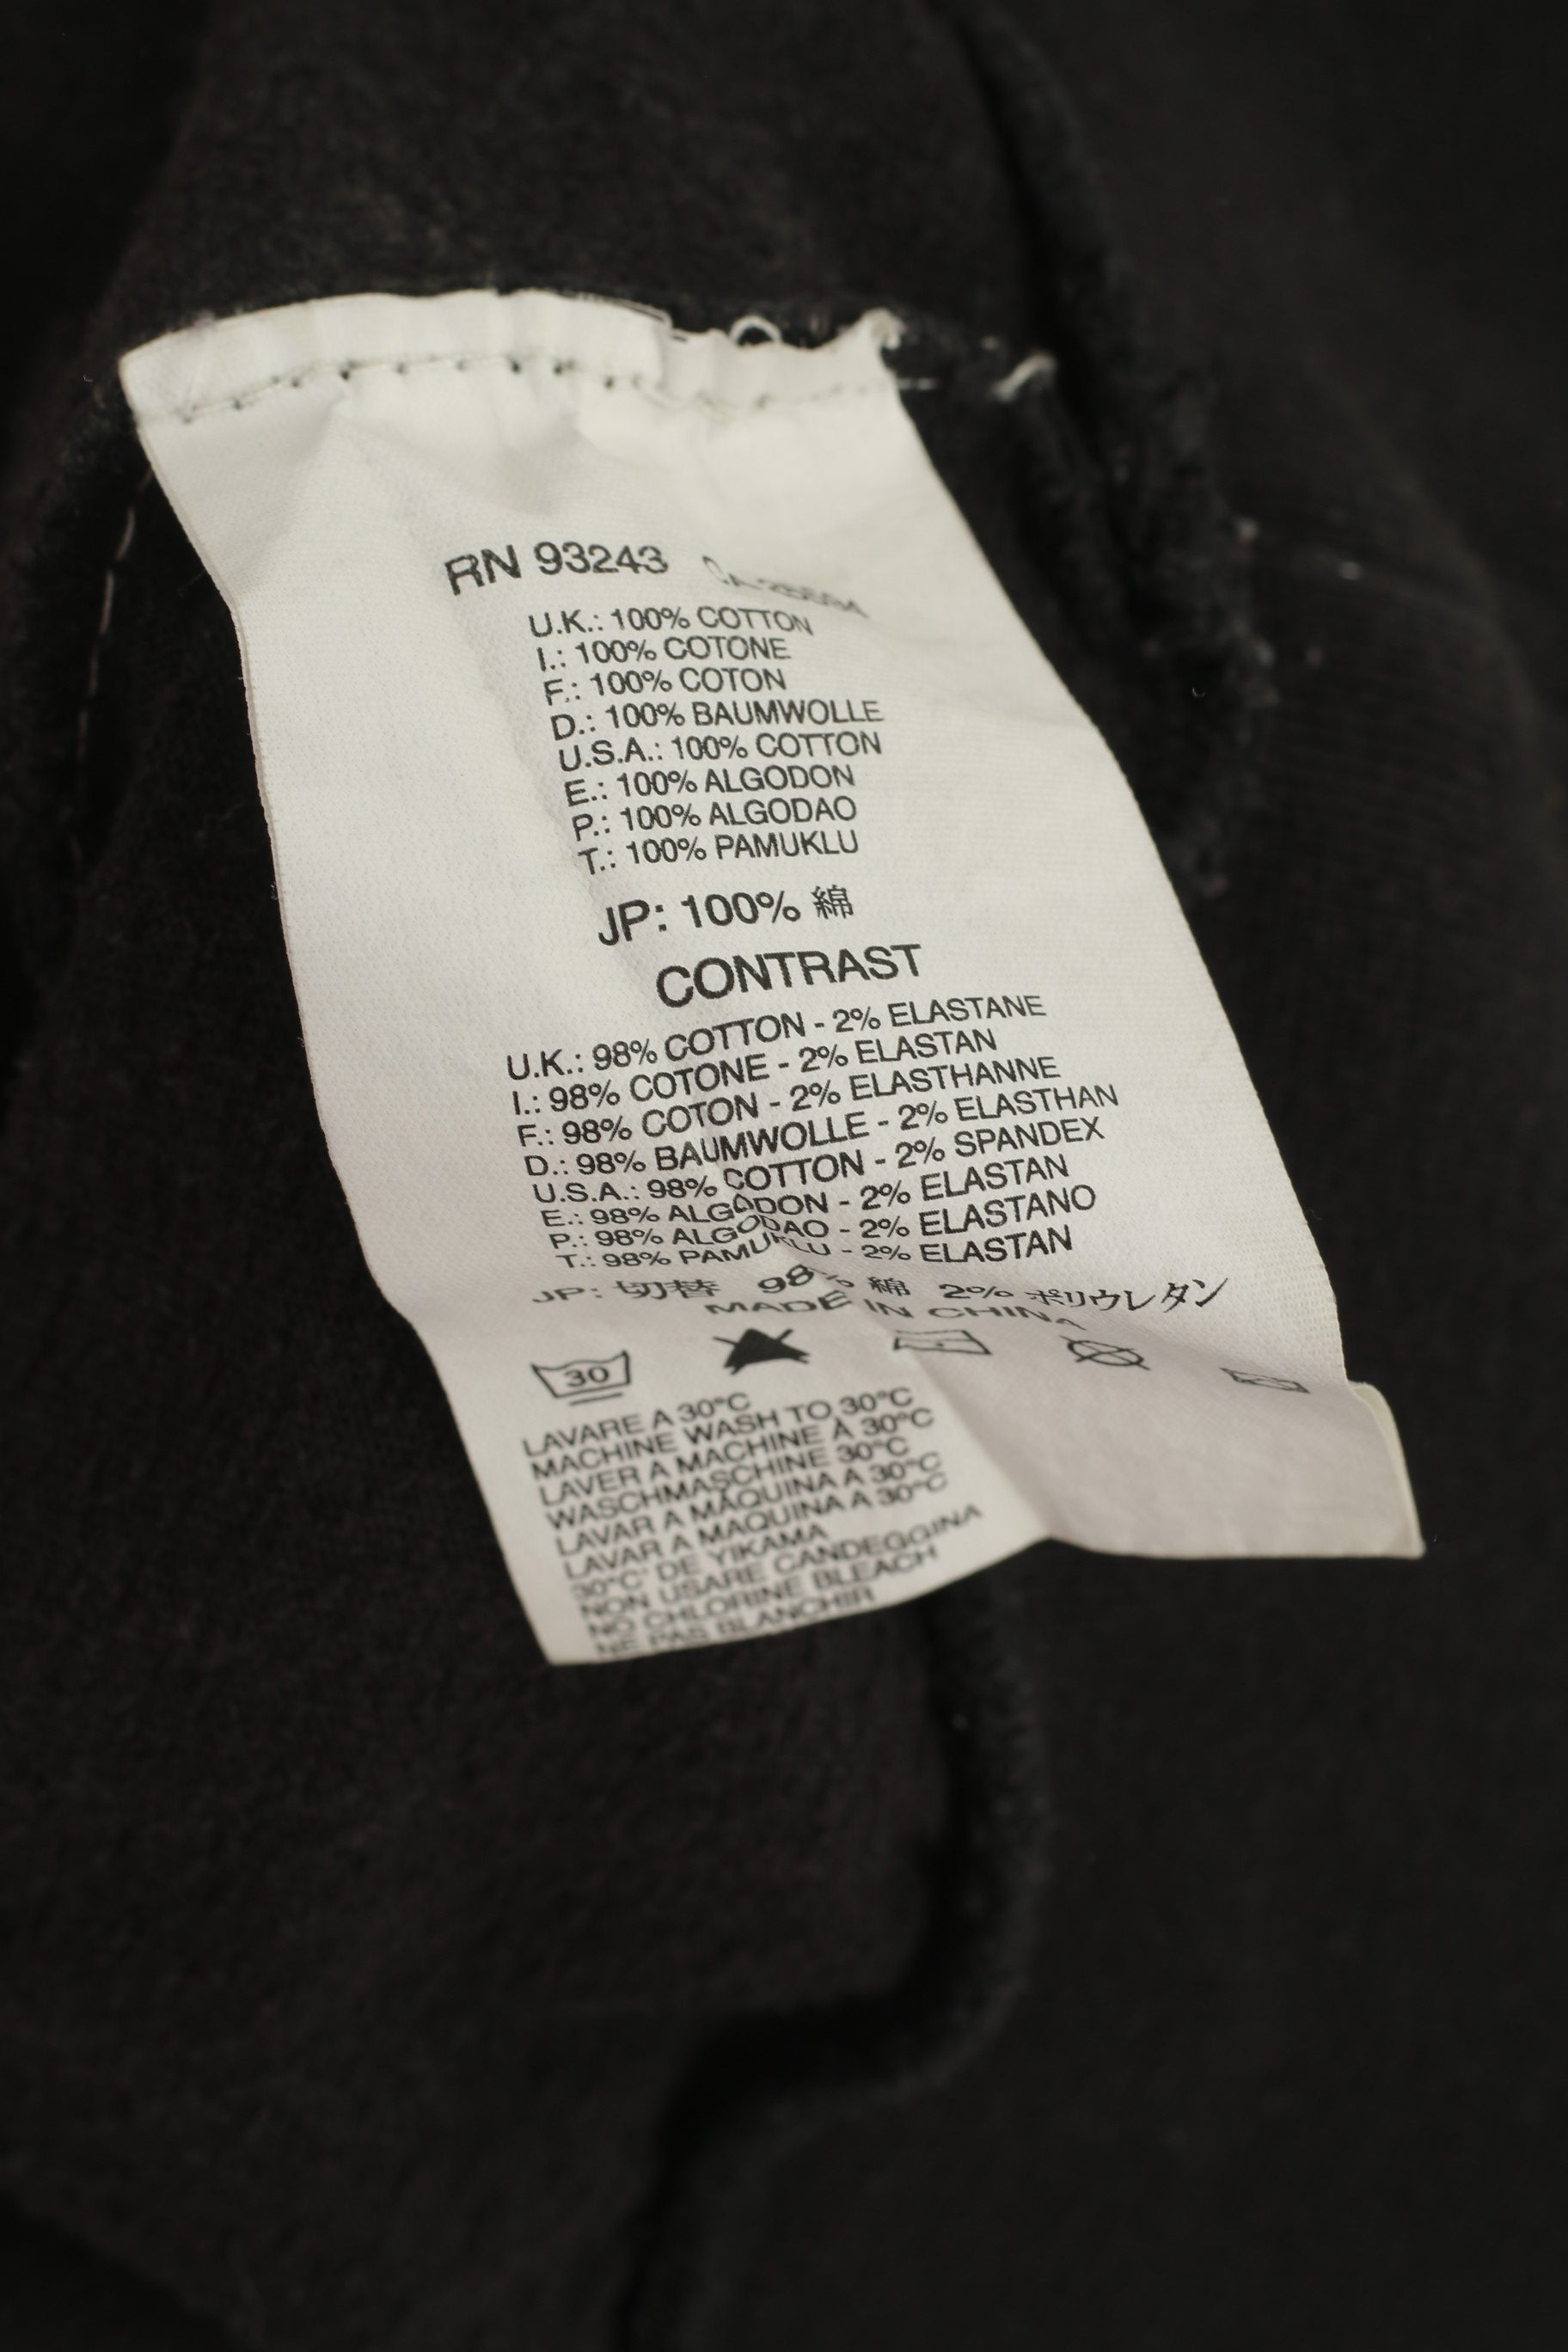 RN 93243
U.K.: 100% COTTON
I.: 100% COTONE
F.: 100% COTON
D.: 100% BAUMWOLLE
U.S.A.: 100% COTTON
E.: 100% ALGODON
P.: 100% ALGODAO
T.: 100% PAMUKLU
JP: 100% 綿
CONTRAST
U.K.: 98% COTTON - 2% ELASTANE
I.: 98% COTONE - 2% ELASTAN
F.: 98% COTON - 2% ELASTHANNE
D.: 98% BAUMWOLLE - 2% ELASTHAN
U.S.A.: 98% COTTON - 2% SPANDEX
E.: 98% ALGODON - 2% ELASTAN
P.: 98% ALGODAO - 2% ELASTANO
T.: 98% PAMUKLU - 2% ELASTAN
JP: 切替 98% 綿 2% ポリウレタン
MADE IN CHINA
30
LAVARE A 30°C
MACHINE WASH TO 30°C
LAVER A MACHINE À 30°C
WASCHMASCHINE 30°C
LAVAR A MÁQUINA A 30°C
LAVAR A MAQUINA A 30°C
30°C' DE YIKAMA
NON USARE CANDEGGINA
NO CHLORINE BLEACH
NE PAS BLANCHIR